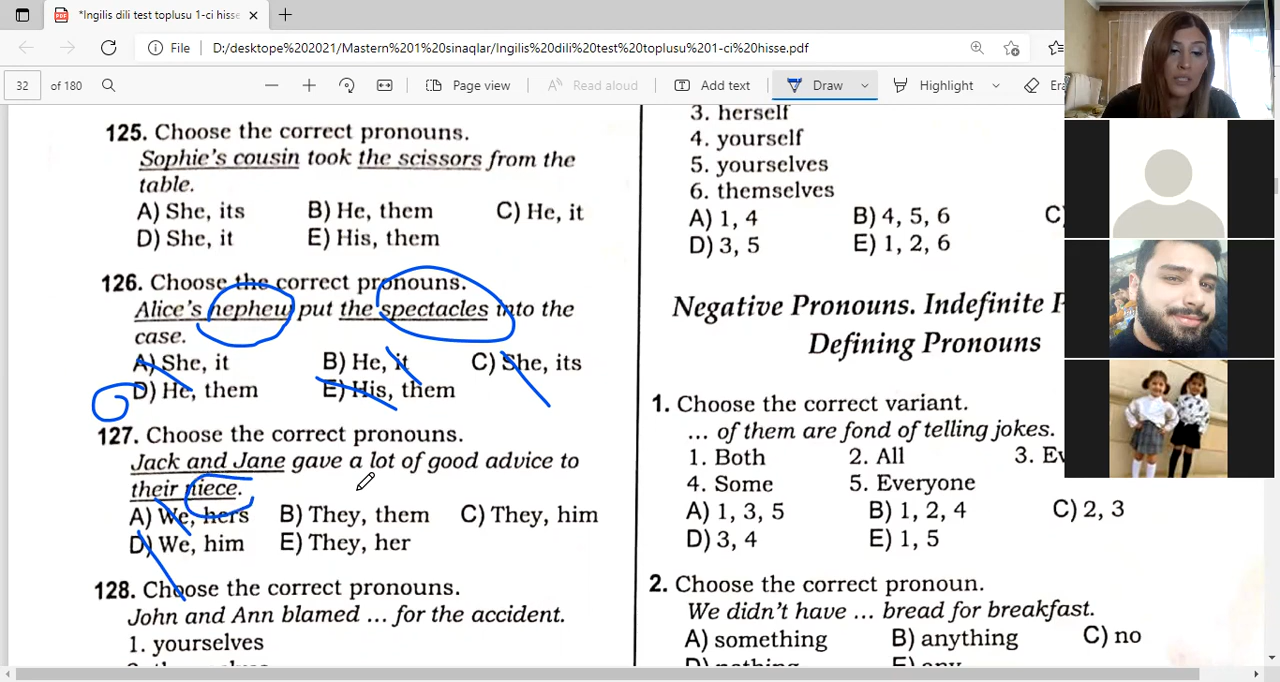 *Ingilis dili test toplusu 1-ci hisse
File D:/desktope%202021/Mastern%201%20sinaqlar/Ingilis%20dili%20test%20toplusu%201-ci%20hisse.pdf
32 of 180 Page view Read aloud Add text Draw Highlight Era
125. Choose the correct pronouns.
Sophie's cousin took the scissors from the
table.
A) She, its B) He, them C) He, it
D) She, it E) His, them
126. Choose the correct pronouns.
Alice's nephew put the spectacles into the
case.
A) She, it B) He, it C) She, its
D) He, them E) His, them
127. Choose the correct pronouns.
Jack and Jane gave a lot of good advice to
their niece.
A) We, hers B) They, them C) They, him
D) We, him E) They, her
128. Choose the correct pronouns.
John and Ann blamed ... for the accident.
1. yourselves
3. herself
4. yourself
5. yourselves
6. themselves
A) 1, 4 B) 4, 5, 6 C)
D) 3, 5 E) 1, 2, 6
Negative Pronouns. Indefinite P
Defining Pronouns
1. Choose the correct variant.
... of them are fond of telling jokes.
1. Both 2. All 3. Ev
4. Some 5. Everyone
A) 1, 3, 5 B) 1, 2, 4 C) 2, 3
D) 3, 4 E) 1, 5
2. Choose the correct pronoun.
We didn't have ... bread for breakfast.
A) something B) anything C) no
D) nothing E) any